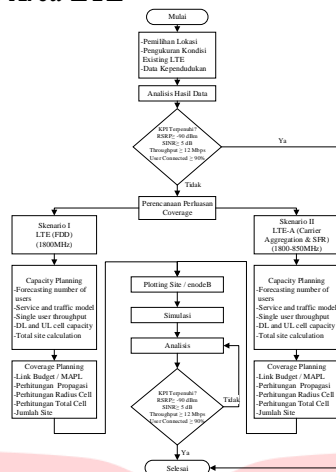 Area LTE
Mulai
-Pemilihan Lokasi
-Pengukuran Kondisi
Existing LTE
-Data Kependudukan
Analisis Hasil Data
KPI Terpenuhi?
RSRP≥ -90 dBm
SINR≥ 5 dB
Throughput ≥ 12 Mbps
User Connected ≥ 90%
Ya
Tidak
Perencanaan Perluasan
Coverage
Skenario I
LTE (FDD)
(1800MHz)
Skenario II
LTE-A (Carrier
Aggregation & SFR)
(1800-850MHz)
Capacity Planning
-Forecasting number of
users
-Service and traffic model
-Single user throughput
-DL and UL cell capacity
-Total site calculation
Plotting Site / enodeB
Simulasi
Analisis
Capacity Planning
-Forecasting number of
users
-Service and traffic model
-Single user throughput
-DL and UL cell capacity
-Total site calculation
Coverage Planning
-Link Budget / MAPL
-Perhitungan Propagasi
-Perhitungan Radius Cell
-Perhitungan Total Cell
-Jumlah Site
KPI Terpenuhi?
RSRP≥ -90 dBm
SINR≥ 5 dB
Throughput ≥ 12 Mbps
User Connected ≥ 90%
Tidak
Coverage Planning
-Link Budget / MAPL
-Perhitungan Propagasi
-Perhitungan Radius Cell
-Perhitungan Total Cell
-Jumlah Site
Ya
Selesai